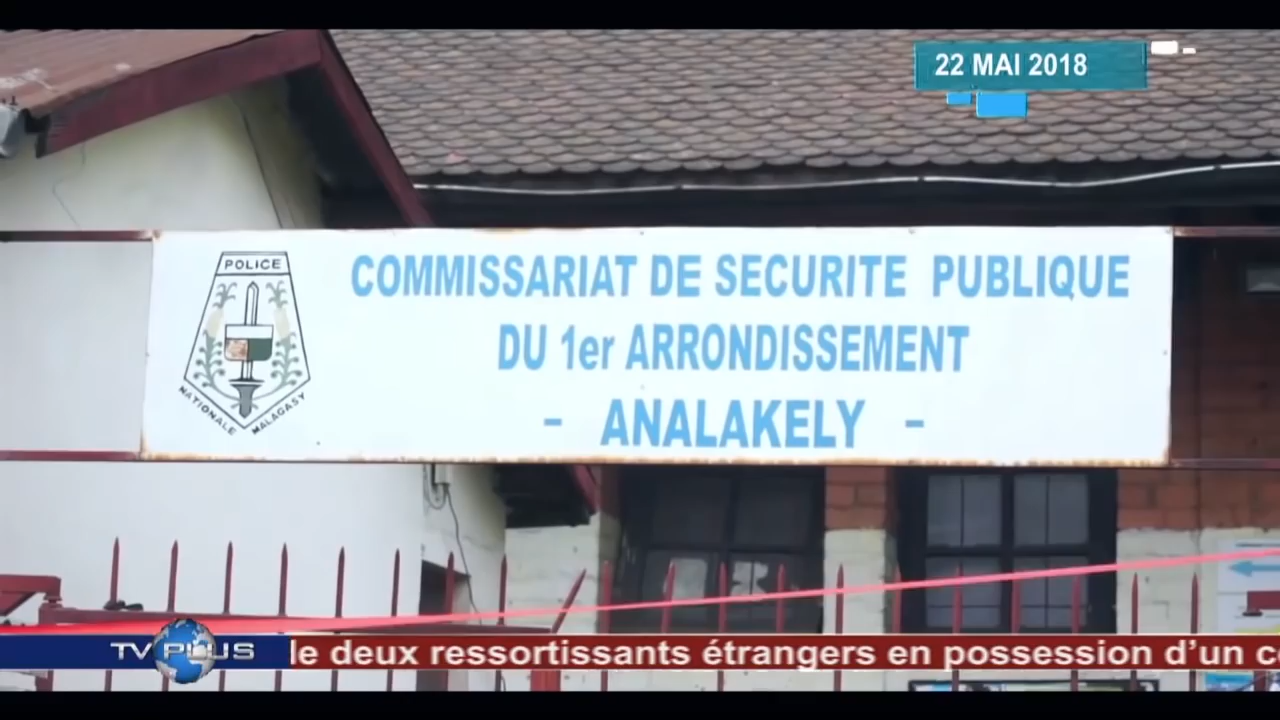 22 MAI 2018
POLICE
NATIONALE MALAGASY
COMMISSARIAT DE SECURITE PUBLIQUE
DU 1er ARRONDISSEMENT
- ANALAKELY -
TV PLUS
le deux ressortissants étrangers en possession d’un c